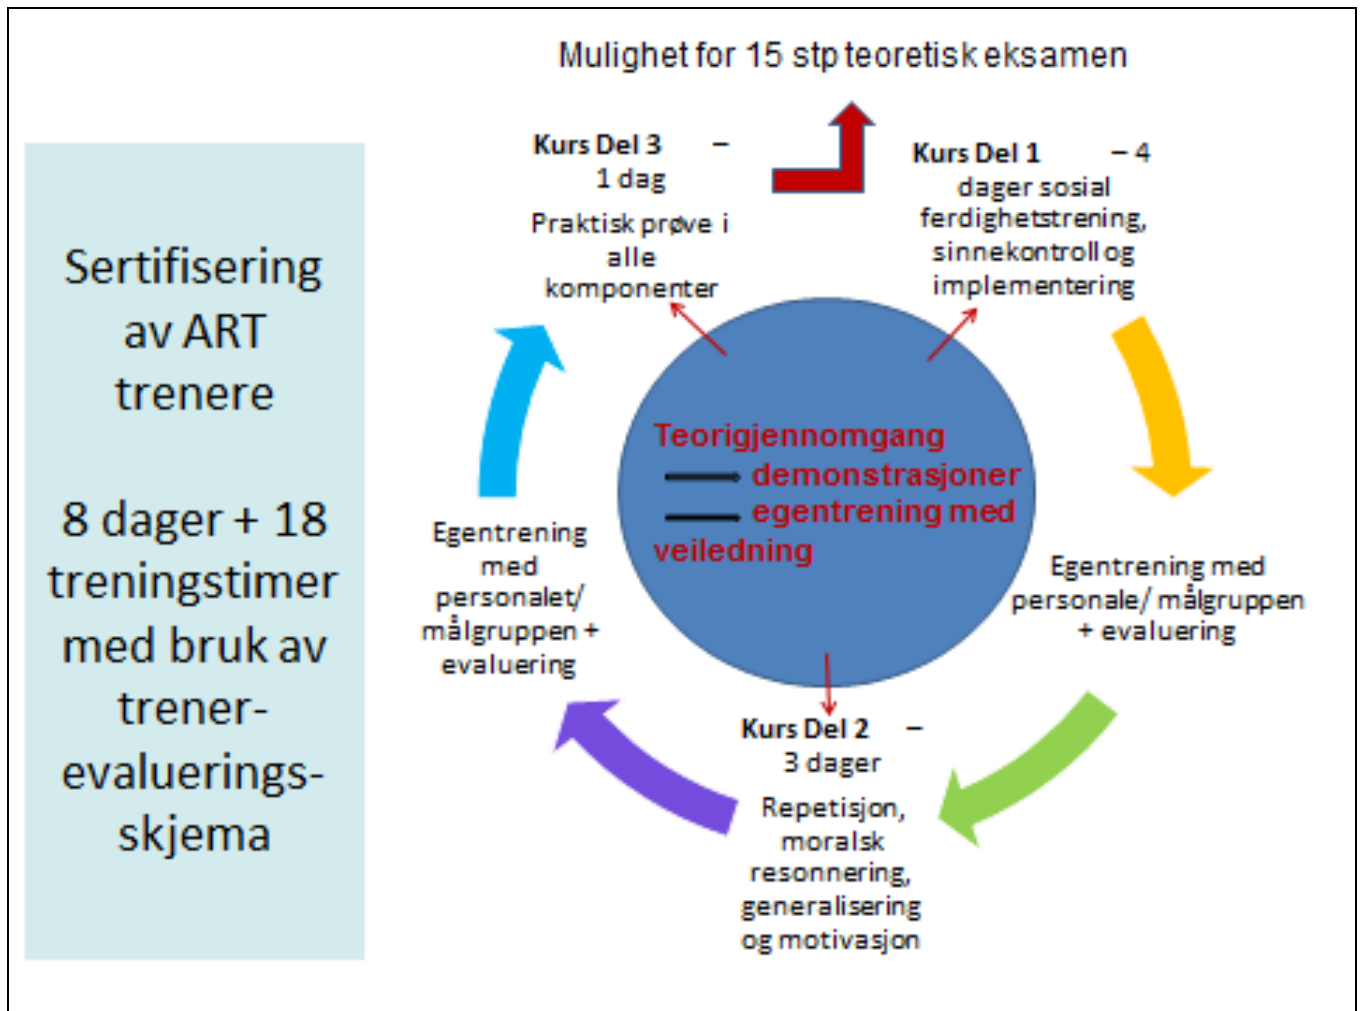 Mulighet for 15 stp teoretisk eksamen
Sertifisering
av ART
trenere
8 dager + 18
treningstimer
med bruk av
trener-
evaluerings-
skjema
Kurs Del 3 –
1 dag
Praktisk prøve i
alle
komponenter
Kurs Del 1 – 4
dager sosial
ferdighetstrening,
sinnekontroll og
implementering
Teorigjennomgang
demonstrasjoner
egentrening med
veiledning
Egentrening med
personale/ målgruppen
+ evaluering
Kurs Del 2 –
3 dager
Repetisjon,
moralsk
resonnering,
generalisering
og motivasjon
Egentrening
med
personalet/
målgruppen +
evaluering